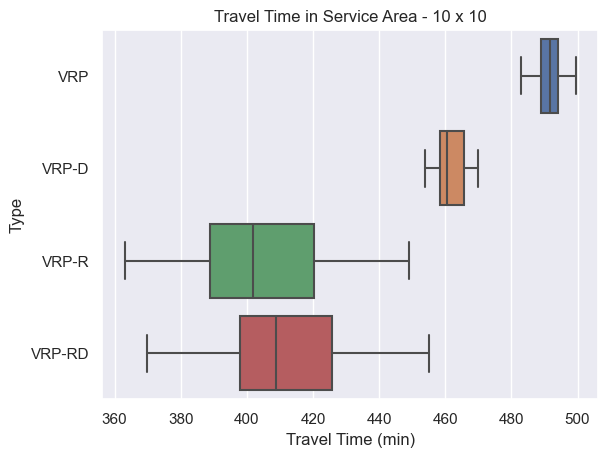 Travel Time in Service Area - 10 x 10
Type
VRP
VRP-D
VRP-R
VRP-RD
360 380 400 420 440 460 480 500
Travel Time (min)